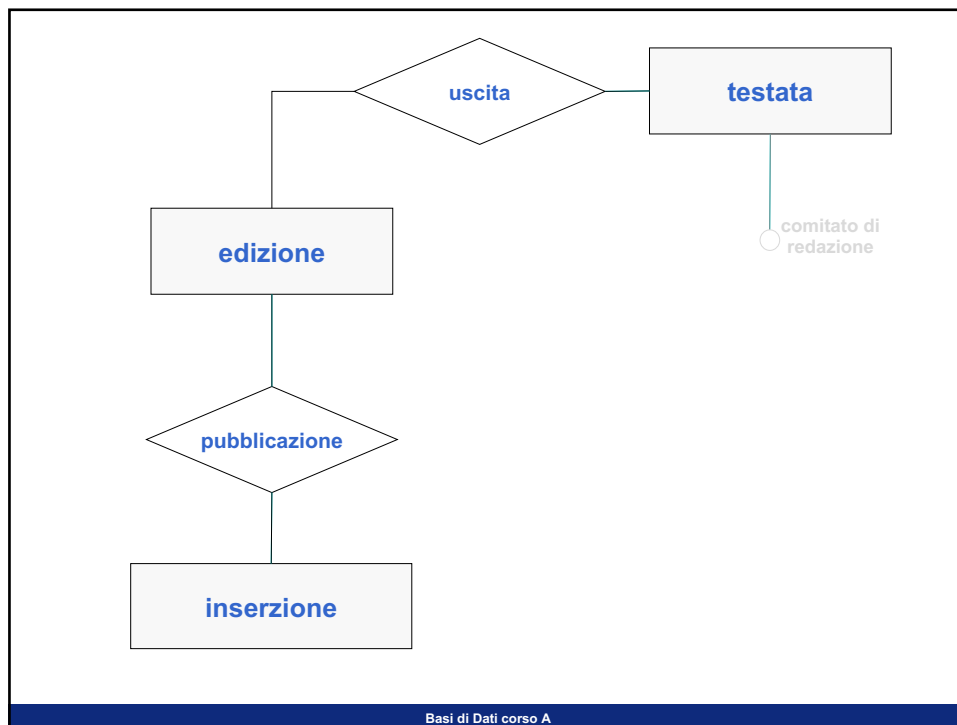 uscita
testata
comitato di
redazione
edizione
pubblicazione
inserzione
Basi di Dati corso A